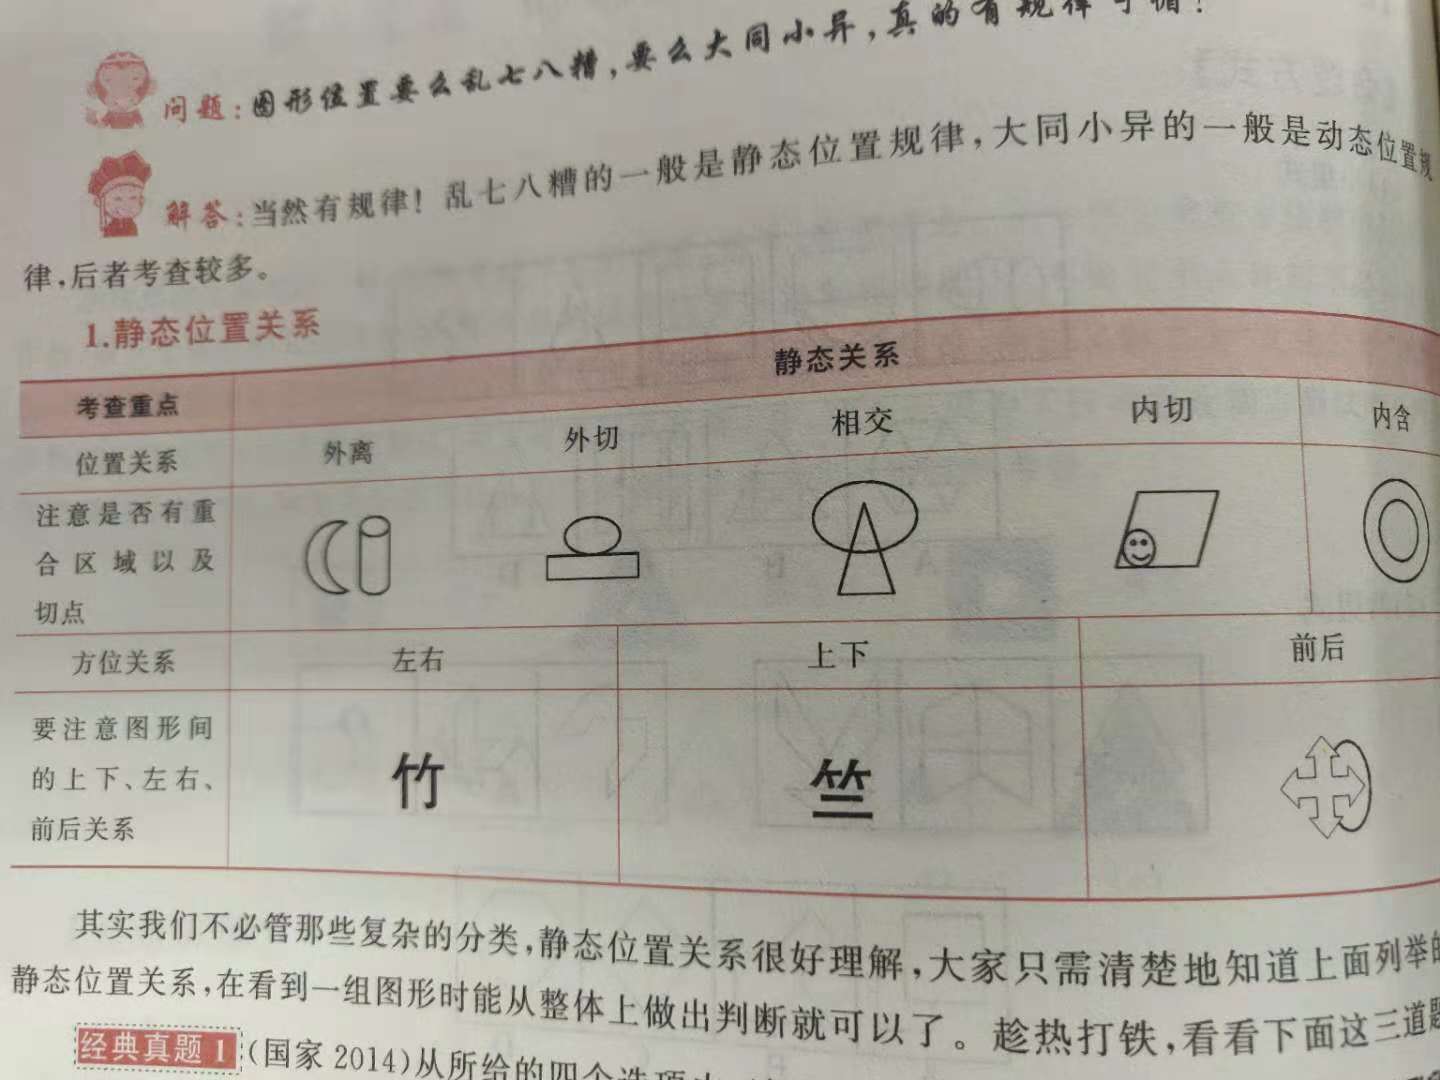 问题:图形位置要么乱七八糟,要么大同小异,真的有规律可循!
解答:当然有规律!乱七八糟的一般是静态位置规律,大同小异的一般是动态位置规
律,后者考查较多。
1.静态位置关系
考查重点 静态关系
位置关系 外离 外切 相交 内切 内含
注意是否有重
合区域以及
切点
方位关系 左右 上下 前后
要注意图形间
的上下、左右、
前后关系
竹 竺
其实我们不必管那些复杂的分类,静态位置关系很好理解,大家只需清楚地知道上面列举的
静态位置关系,在看到一组图形时能从整体上做出判断就可以了。趁热打铁,看看下面这三道题
经典真题1 (国家2014)从所给的四个选项